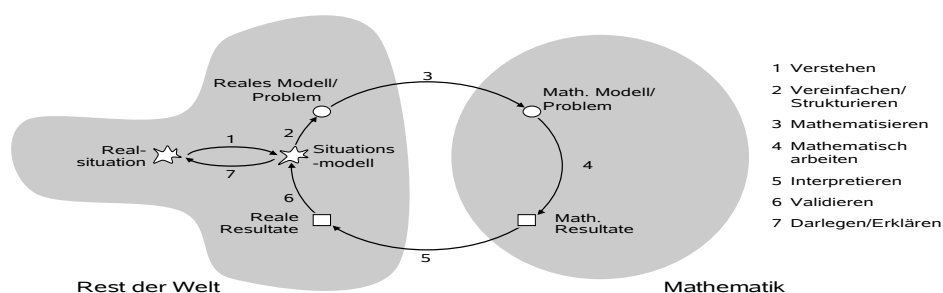 Reales Modell/
Problem
3
Math. Modell/
Problem
1 Verstehen
2 Vereinfachen/
Strukturieren
3 Mathematisieren
4 Mathematisch
arbeiten
5 Interpretieren
6 Validieren
7 Darlegen/Erklären
Real-
situation
1
7
2
Situations
-modell
4
6
Reale
Resultate
Math.
Resultate
5
Rest der Welt
Mathematik